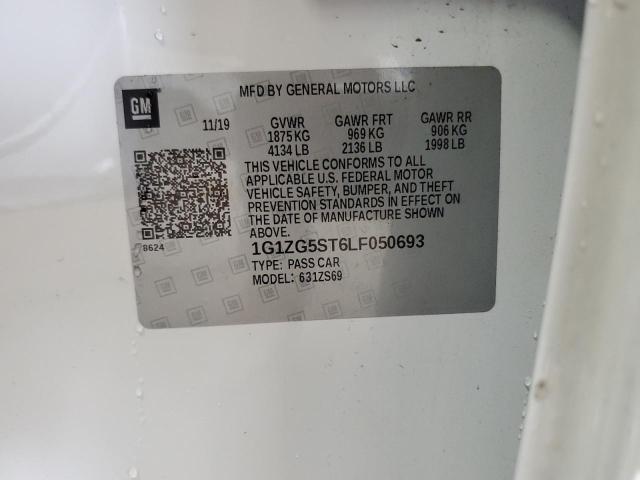 GM
MFD BY GENERAL MOTORS LLC
11/19 GVWR GAWR FRT GAWR RR
1875 KG 969 KG 906 KG
4134 LB 2136 LB 1998 LB
THIS VEHICLE CONFORMS TO ALL
APPLICABLE U.S. FEDERAL MOTOR
VEHICLE SAFETY, BUMPER, AND THEFT
PREVENTION STANDARDS IN EFFECT ON
THE DATE OF MANUFACTURE SHOWN
ABOVE.
8624
1G1ZG5ST6LF050693
TYPE: PASS CAR
MODEL: 631ZS69